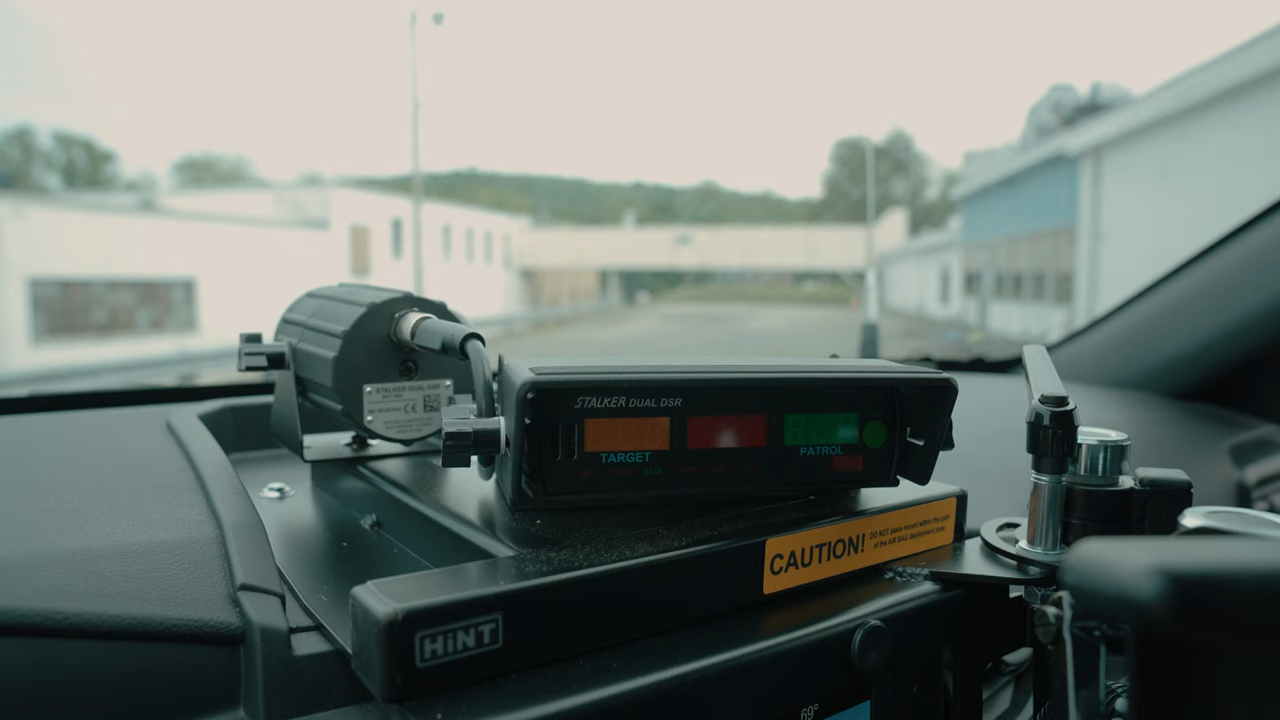 STALKER DUAL DSR
STALKER DUAL DSR
TARGET
PATROL
CAUTION! DO NOT place mount within the path
of the AIR BAG deployment zone
HiNT
69°